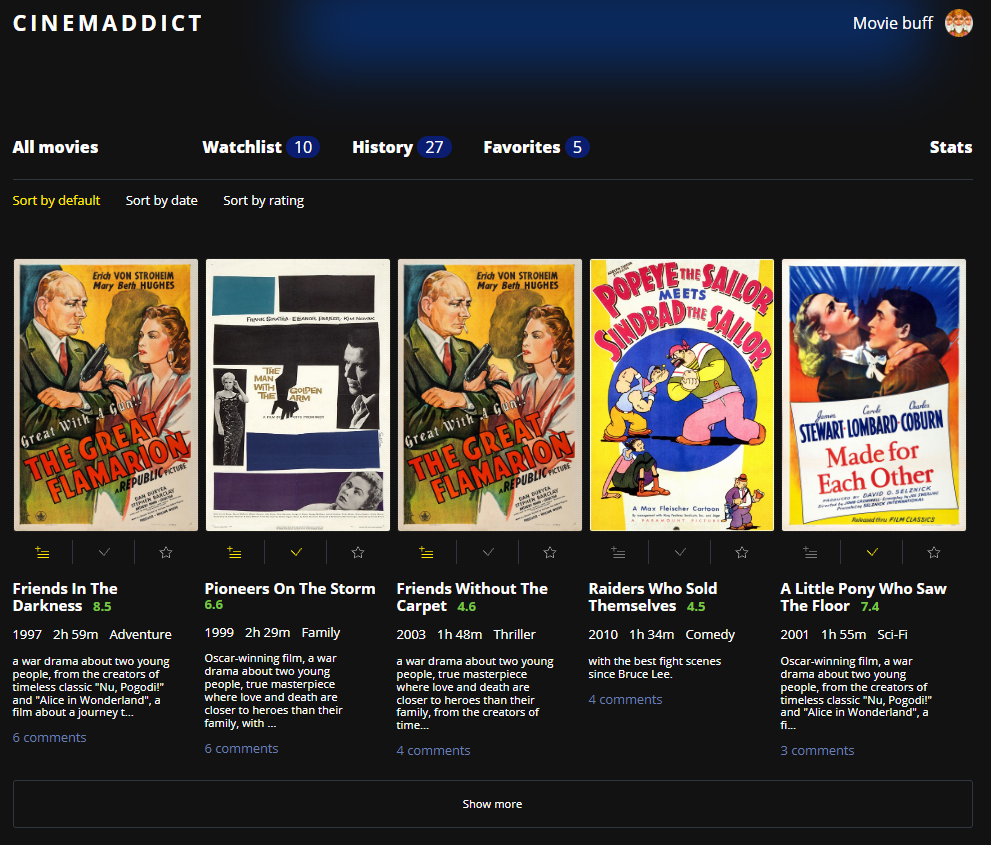 CINEMADDICT
Movie buff
All movies
Watchlist 10
History 27
Favorites 5
Stats
Sort by default
Sort by date
Sort by rating
Erich VON STROHEIM
Mary Beth HUGHES
Great With A Gun!!
THE GREAT
FLAMARION
A REPUBLIC PICTURE
DAN DURYEA
STEPHEN BARCLAY
FRANK SINATRA · ELEANOR PARKER · KIM NOVAK
THE
MAN
WITH
THE
GOLDEN
ARM
Erich VON STROHEIM
Mary Beth HUGHES
Great With A Gun!!
THE GREAT
FLAMARION
A REPUBLIC PICTURE
DAN DURYEA
STEPHEN BARCLAY
POPEYE THE SAILOR
MEETS
SINDBAD THE SAILOR
A Max Fleischer Cartoon
A PARAMOUNT PICTURE
James Carole Charles
STEWART·LOMBARD·COBURN
Made for
Each Other
PRODUCED BY DAVID O. SELZNICK
Released thru FILM CLASSICS
Friends In The
Darkness 8.5
1997 2h 59m Adventure
a war drama about two young
people, from the creators of
timeless classic "Nu, Pogodi!"
and "Alice in Wonderland", a
film about a journey t...
6 comments
Pioneers On The Storm
6.6
1999 2h 29m Family
Oscar-winning film, a war
drama about two young
people, true masterpiece
where love and death are
closer to heroes than their
family, with ...
6 comments
Friends Without The
Carpet 4.6
2003 1h 48m Thriller
a war drama about two young
people, true masterpiece
where love and death are
closer to heroes than their
family, from the creators of
time...
4 comments
Raiders Who Sold
Themselves 4.5
2010 1h 34m Comedy
with the best fight scenes
since Bruce Lee.
4 comments
A Little Pony Who Saw
The Floor 7.4
2001 1h 55m Sci-Fi
Oscar-winning film, a war
drama about two young
people, from the creators of
timeless classic "Nu, Pogodi!"
and "Alice in Wonderland", a
fi...
3 comments
Show more